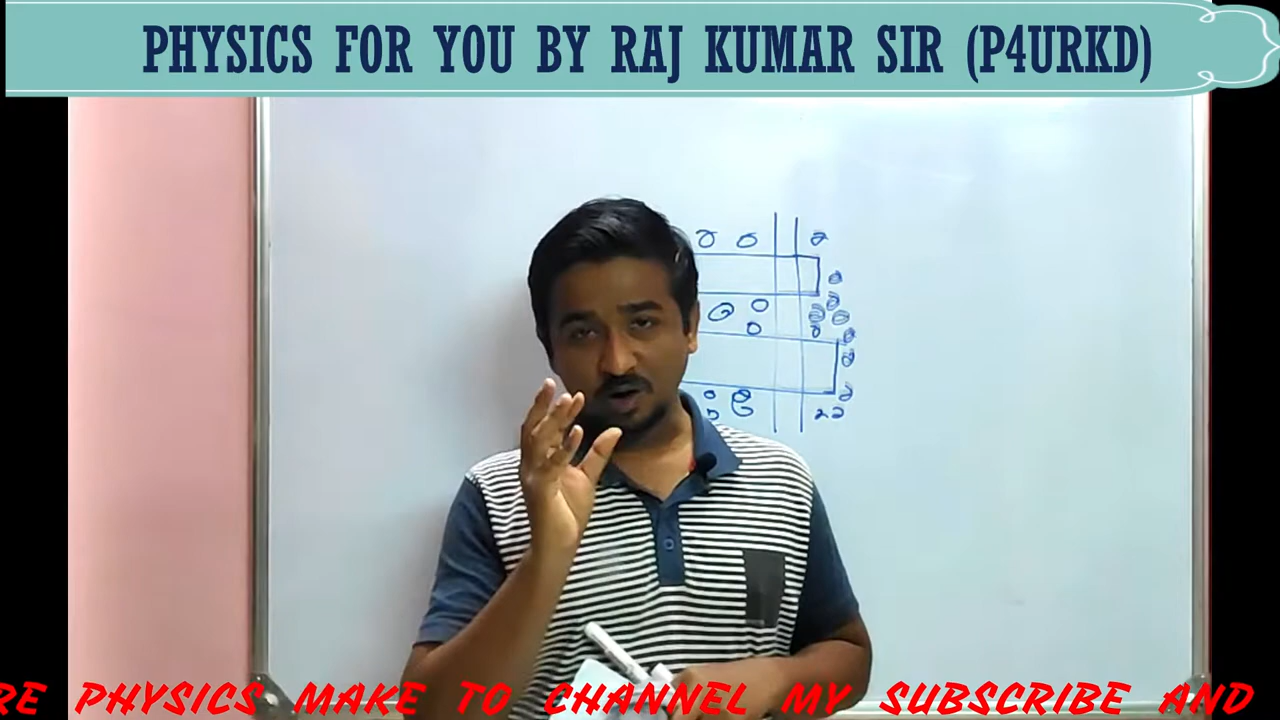 PHYSICS FOR YOU BY RAJ KUMAR SIR (P4URKD)
RE PHYSICS MAKE TO CHANNEL MY SUBSCRIBE AND